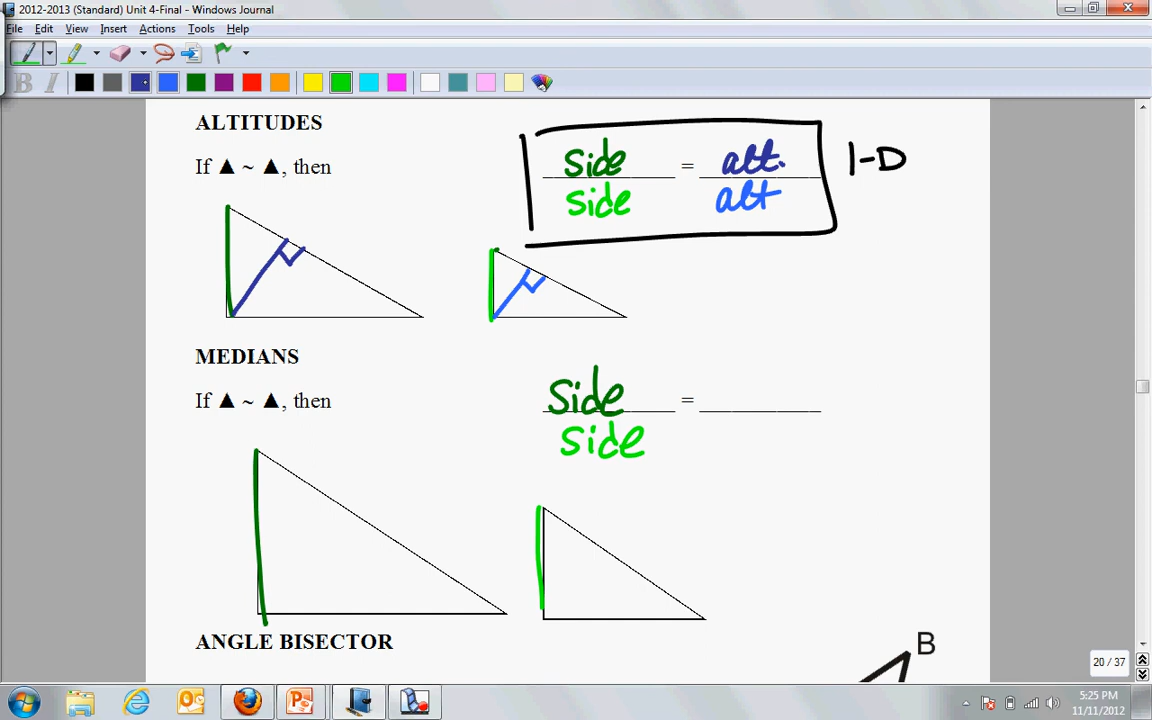 2012-2013 (Standard) Unit 4-Final - Windows Journal
File Edit View Insert Actions Tools Help
B I
ALTITUDES
If ▲ ~ ▲, then
side = alt.
side alt
1-D
MEDIANS
If ▲ ~ ▲, then
side =
side
ANGLE BISECTOR
B
20 / 37
5:25 PM
11/11/2012